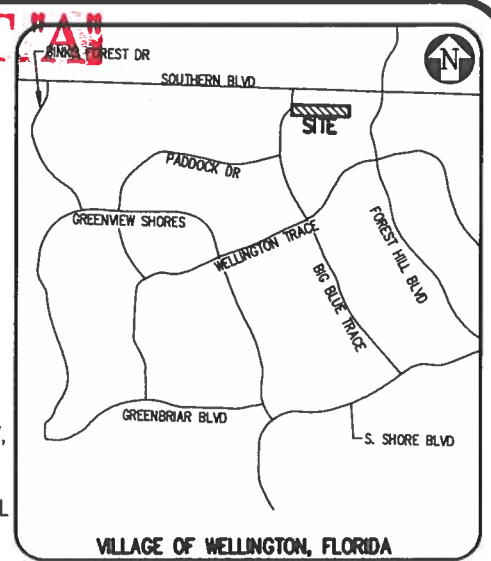 "A"
BINKS FOREST DR
SOUTHERN BLVD
N
SITE
PADDOCK DR
GREENVIEW SHORES
WELLINGTON TRACE
FOREST HILL BLVD
BIG BLUE TRACE
GREENBRIAR BLVD
S. SHORE BLVD
VILLAGE OF WELLINGTON, FLORIDA